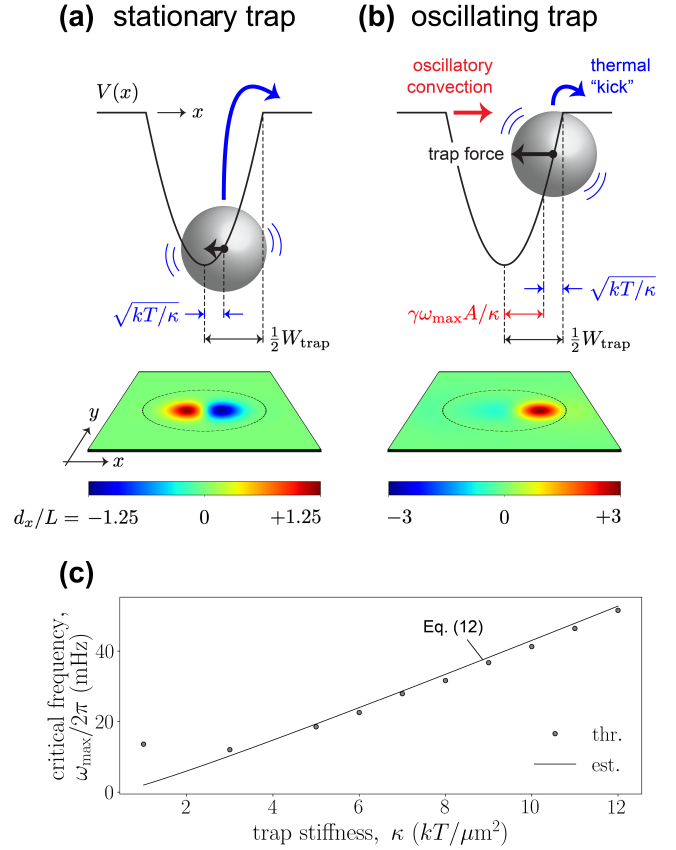 (a) stationary trap
V(x)
x
√kT/κ
½W_trap
y
x
d_x/L = −1.25 0 +1.25
(b) oscillating trap
oscillatory
convection
thermal
“kick”
trap force
√kT/κ
γω_max A/κ
½W_trap
−3 0 +3
(c)
critical frequency,
ω_max/2π (mHz)
40
20
0
Eq. (12)
thr.
est.
2 4 6 8 10 12
trap stiffness, κ (kT/μm²)